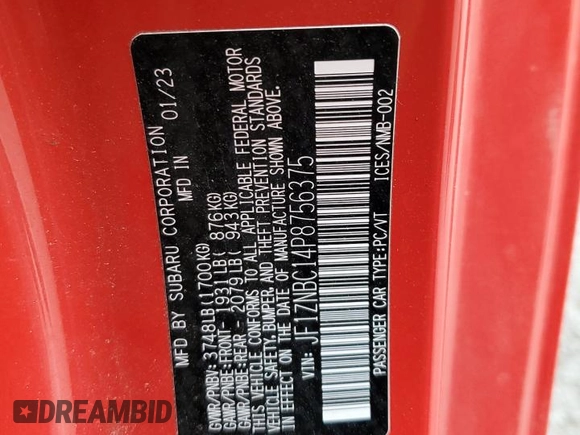 MFD BY SUBARU CORPORATION
MFD IN 01/23
GVWR/PNBV: 3748LB(1700KG)
GAWR/PNBE:FRONT- 1931LB( 876KG)
GAWR/PNBE:REAR- 2079LB( 943KG)
THIS VEHICLE CONFORMS TO ALL APPLICABLE FEDERAL MOTOR
VEHICLE SAFETY,BUMPER,AND THEFT PREVENTION STANDARDS
IN EFFECT ON THE DATE OF MANUFACTURE SHOWN ABOVE.
VIN: JF1ZNBC14P8756375
PASSENGER CAR TYPE:PC/VT ICES/NMB-002
DREAMBID